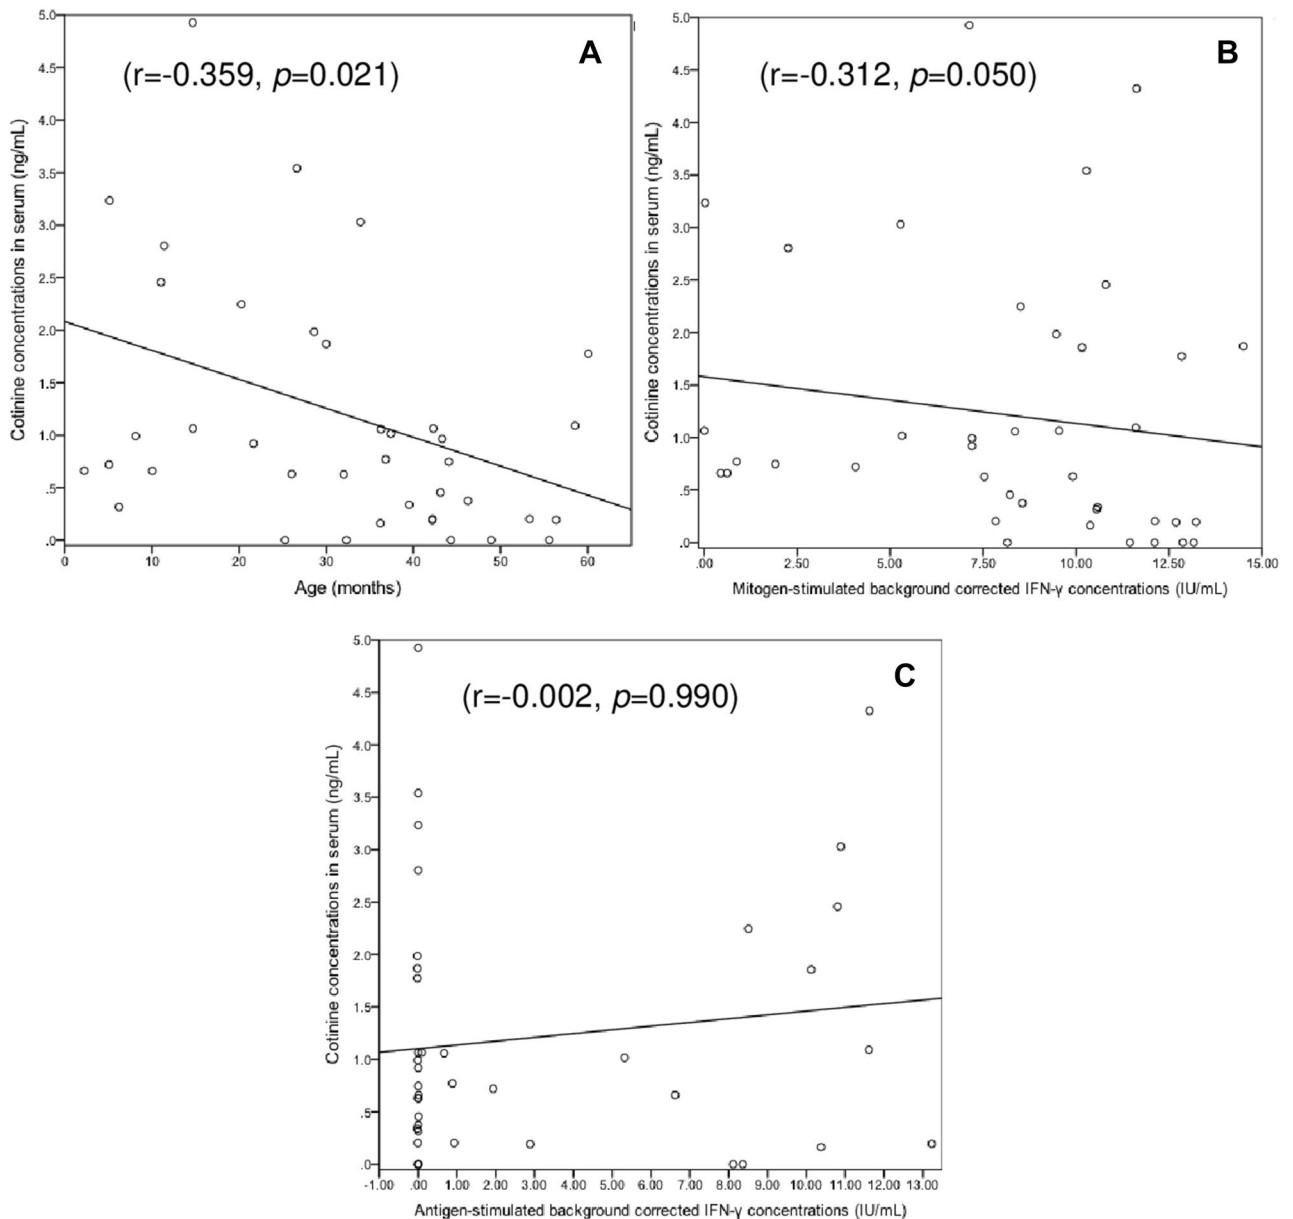 A
(r=-0.359, p=0.021)
Cotinine concentrations in serum (ng/mL)
5.0
4.5
4.0
3.5
3.0
2.5
2.0
1.5
1.0
.5
.0
0 10 20 30 40 50 60
Age (months)
B
(r=-0.312, p=0.050)
Cotinine concentrations in serum (ng/mL)
5.0
4.5
4.0
3.5
3.0
2.5
2.0
1.5
1.0
.5
.0
.00 2.50 5.00 7.50 10.00 12.50 15.00
Mitogen-stimulated background corrected IFN-γ concentrations (IU/mL)
C
(r=-0.002, p=0.990)
Cotinine concentrations in serum (ng/mL)
5.0
4.5
4.0
3.5
3.0
2.5
2.0
1.5
1.0
.5
.0
-1.00 .00 1.00 2.00 3.00 4.00 5.00 6.00 7.00 8.00 9.00 10.00 11.00 12.00 13.00
Antigen-stimulated background corrected IFN-γ concentrations (IU/mL)